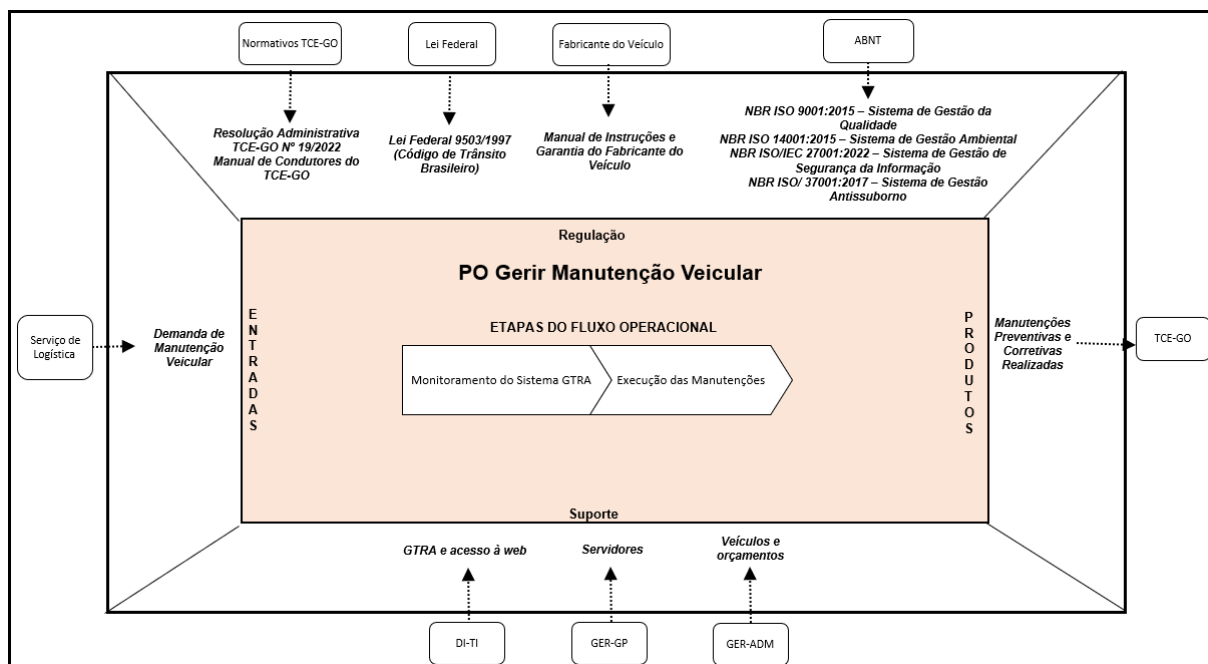 Normativos TCE-GO
Lei Federal
Fabricante do Veículo
ABNT
Resolução Administrativa
TCE-GO Nº 19/2022
Manual de Condutores do
TCE-GO
Lei Federal 9503/1997
(Código de Trânsito
Brasileiro)
Manual de Instruções e
Garantia do Fabricante do
Veículo
NBR ISO 9001:2015 – Sistema de Gestão da
Qualidade
NBR ISO 14001:2015 – Sistema de Gestão Ambiental
NBR ISO/IEC 27001:2022 – Sistema de Gestão de
Segurança da Informação
NBR ISO/ 37001:2017 – Sistema de Gestão
Antissuborno
Regulação
PO Gerir Manutenção Veicular
Serviço de
Logística
Demanda de
Manutenção
Veicular
ENTRADAS
ETAPAS DO FLUXO OPERACIONAL
Monitoramento do Sistema GTRA
Execução das Manutenções
PRODUTOS
Manutenções
Preventivas e
Corretivas
Realizadas
TCE-GO
Suporte
GTRA e acesso à web
Servidores
Veículos e
orçamentos
DI-TI
GER-GP
GER-ADM